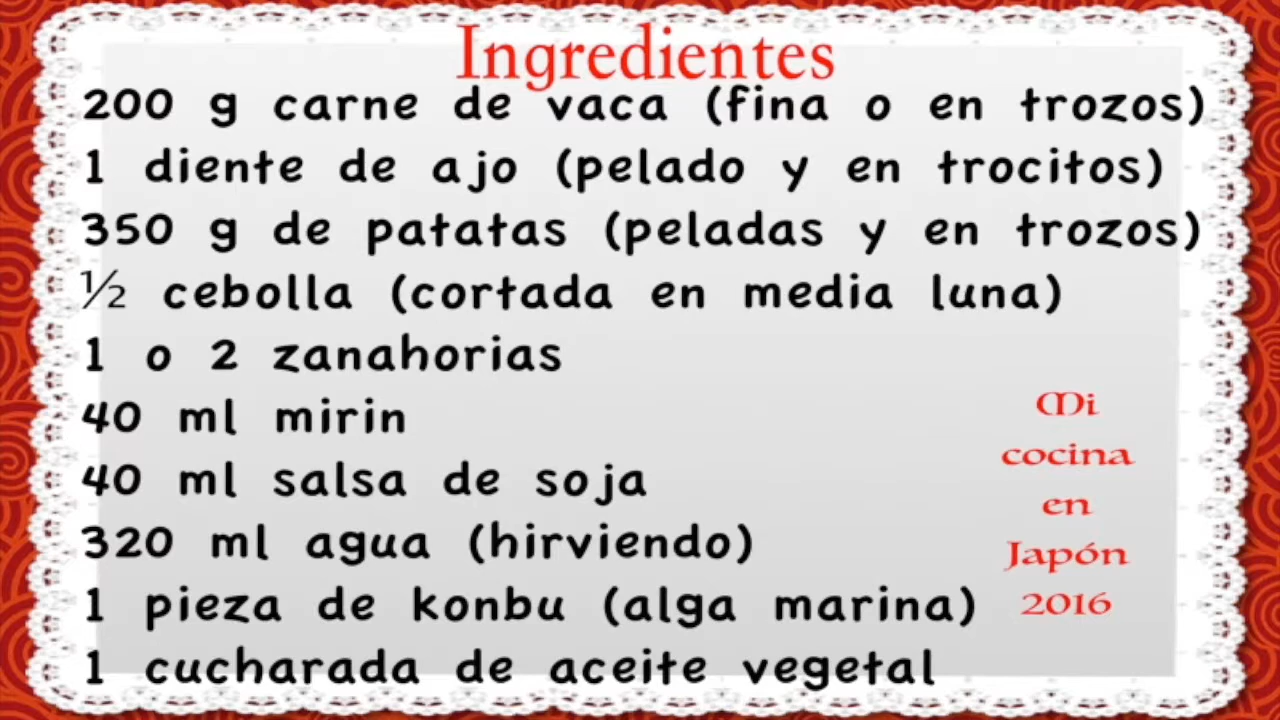 Ingredientes
200 g carne de vaca (fina o en trozos)
1 diente de ajo (pelado y en trocitos)
350 g de patatas (peladas y en trozos)
½ cebolla (cortada en media luna)
1 o 2 zanahorias
40 ml mirin
40 ml salsa de soja
320 ml agua (hirviendo)
1 pieza de konbu (alga marina)
1 cucharada de aceite vegetal
Mi
cocina
en
Japón
2016